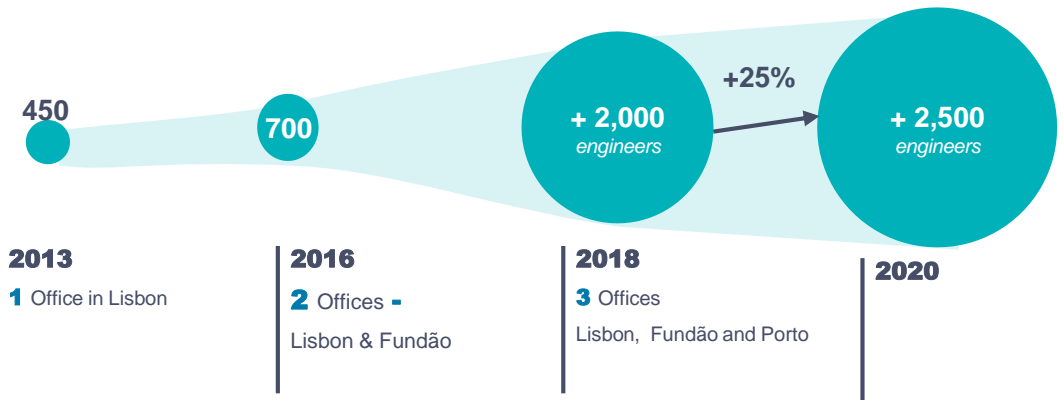 450
700
+ 2,000
engineers
+25%
+ 2,500
engineers
2013
1 Office in Lisbon
2016
2 Offices -
Lisbon & Fundão
2018
3 Offices
Lisbon, Fundão and Porto
2020